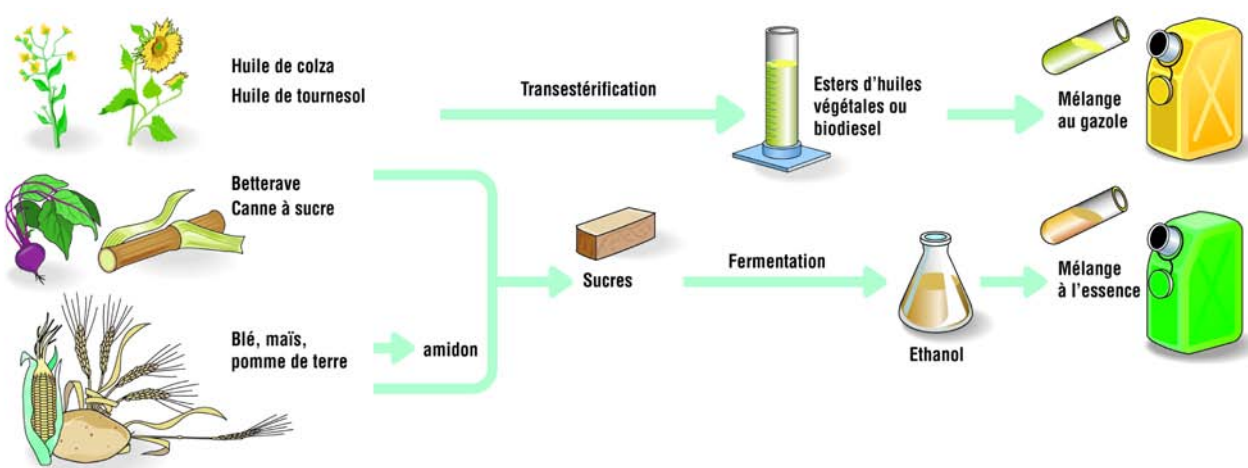 Huile de colza
Huile de tournesol
Transestérification
Esters d'huiles
végétales ou
biodiesel
Mélange
au gazole
Betterave
Canne à sucre
Sucres
Fermentation
Ethanol
Mélange
à l'essence
Blé, maïs,
pomme de terre
amidon